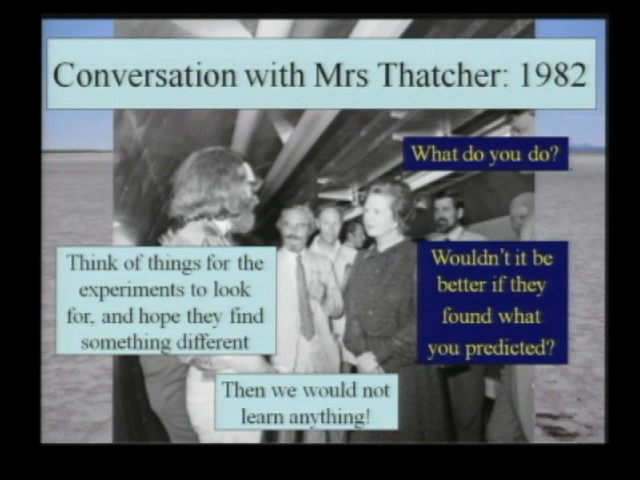 Conversation with Mrs Thatcher: 1982
What do you do?
Think of things for the
experiments to look
for, and hope they find
something different
Wouldn't it be
better if they
found what
you predicted?
Then we would not
learn anything!